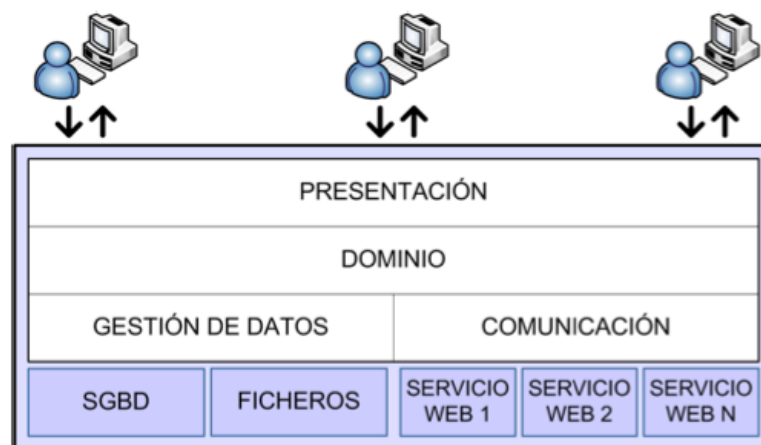 PRESENTACIÓN
DOMINIO
GESTIÓN DE DATOS
COMUNICACIÓN
SGBD
FICHEROS
SERVICIO
WEB 1
SERVICIO
WEB 2
SERVICIO
WEB N